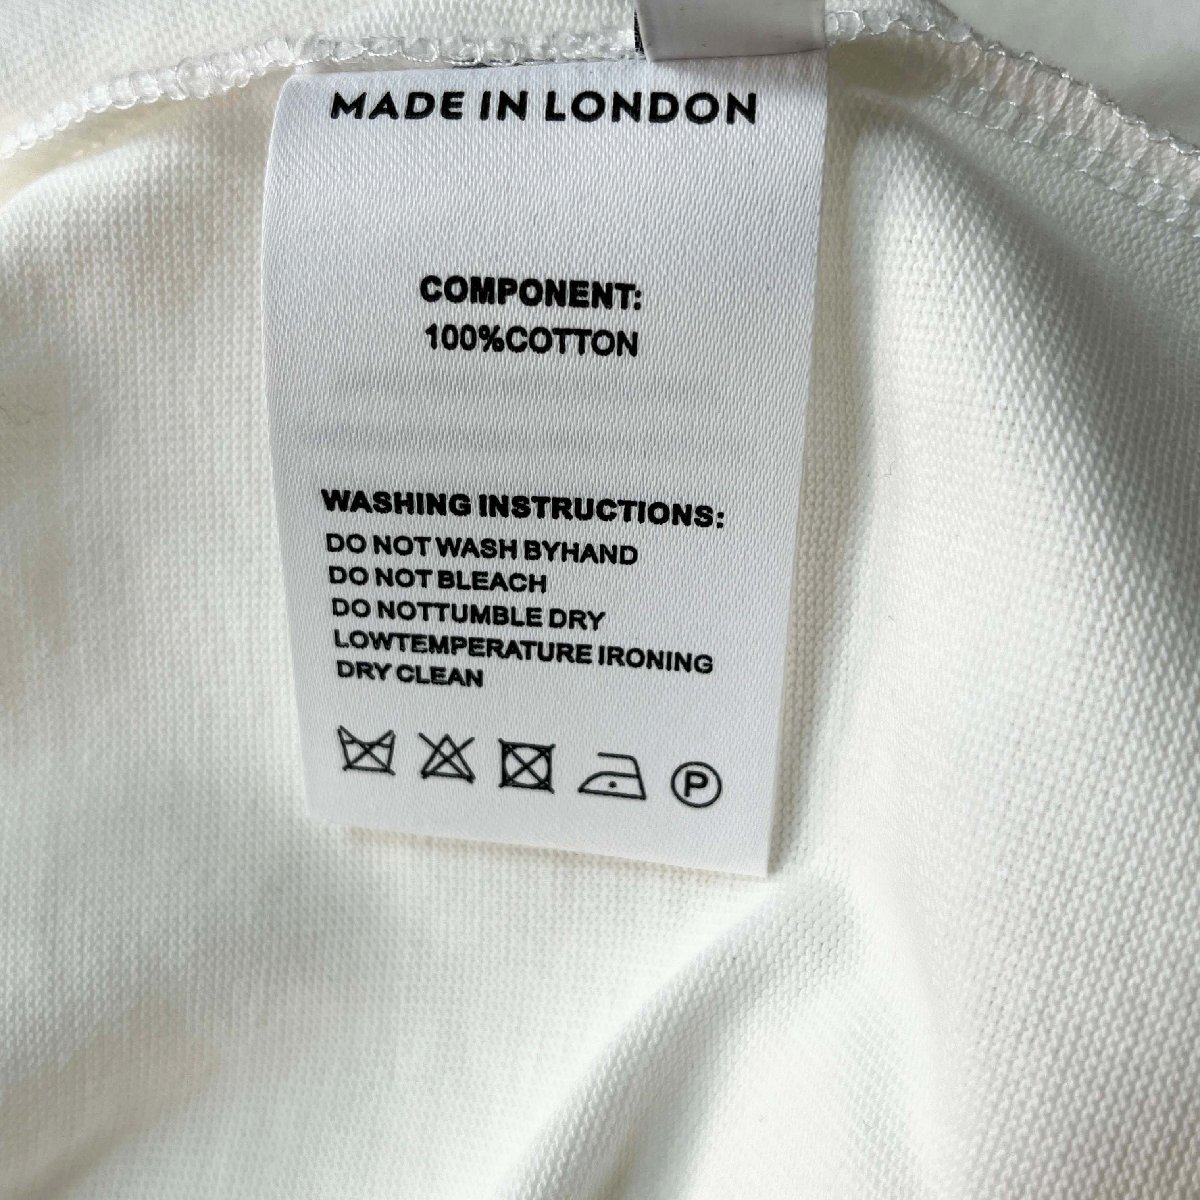 MADE IN LONDON
COMPONENT:
100%COTTON
WASHING INSTRUCTIONS:
DO NOT WASH BYHAND
DO NOT BLEACH
DO NOTTUMBLE DRY
LOWTEMPERATURE IRONING
DRY CLEAN
P